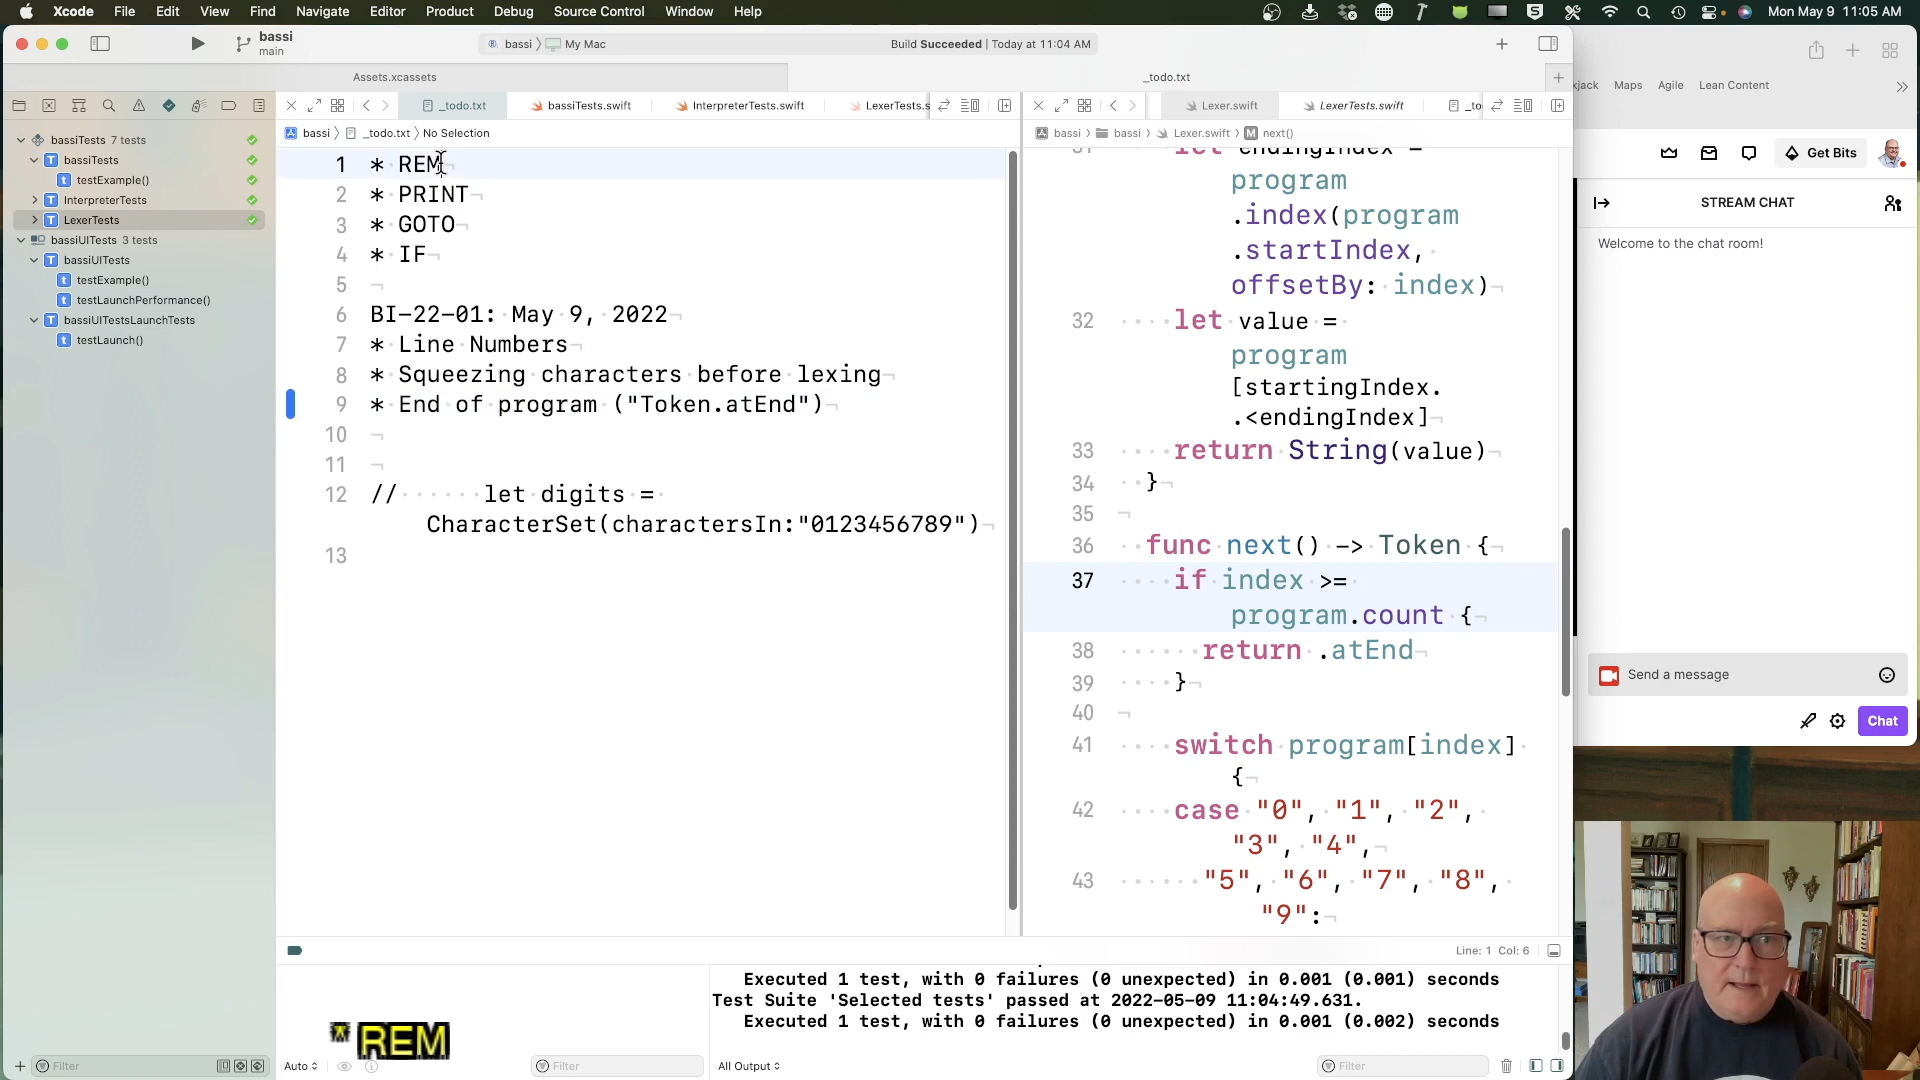 Xcode File Edit View Find Navigate Editor Product Debug Source Control Window Help
Mon May 9 11:05 AM
bassi
main
bassi My Mac
Build Succeeded | Today at 11:04 AM
Assets.xcassets
_todo.txt
_todo.txt bassiTests.swift InterpreterTests.swift LexerTests.s
bassi _todo.txt No Selection
bassiTests 7 tests
bassiTests
testExample()
InterpreterTests
LexerTests
bassiUITests 3 tests
bassiUITests
testExample()
testLaunchPerformance()
bassiUITestsLaunchTests
testLaunch()
Filter
1 * REM¬
2 * PRINT¬
3 * GOTO¬
4 * IF¬
5 ¬
6 BI-22-01: May 9, 2022¬
7 * Line Numbers¬
8 * Squeezing characters before lexing¬
9 * End of program ("Token.atEnd")¬
10 ¬
11 ¬
12 // ······let digits =
CharacterSet(charactersIn:"0123456789")¬
13
Lexer.swift LexerTests.swift _to
bassi bassi Lexer.swift M next()
let endingIndex =
program
.index(program
.startIndex,
offsetBy: index)¬
32 ····let value =
program
[startingIndex.
.<endingIndex]¬
33 ····return String(value)¬
34 ··}¬
35 ¬
36 ··func next() -> Token {¬
37 ····if index >=
program.count {¬
38 ······return .atEnd¬
39 ····}¬
40 ¬
41 ····switch program[index]
{¬
42 ····case "0", "1", "2",
"3", "4",¬
43 ······"5", "6", "7", "8",
"9":¬
Line: 1 Col: 6
Executed 1 test, with 0 failures (0 unexpected) in 0.001 (0.001) seconds
Test Suite 'Selected tests' passed at 2022-05-09 11:04:49.631.
Executed 1 test, with 0 failures (0 unexpected) in 0.001 (0.002) seconds
* REM
Auto
Filter
All Output
Filter
kjack Maps Agile Lean Content
Get Bits
STREAM CHAT
Welcome to the chat room!
Send a message
Chat